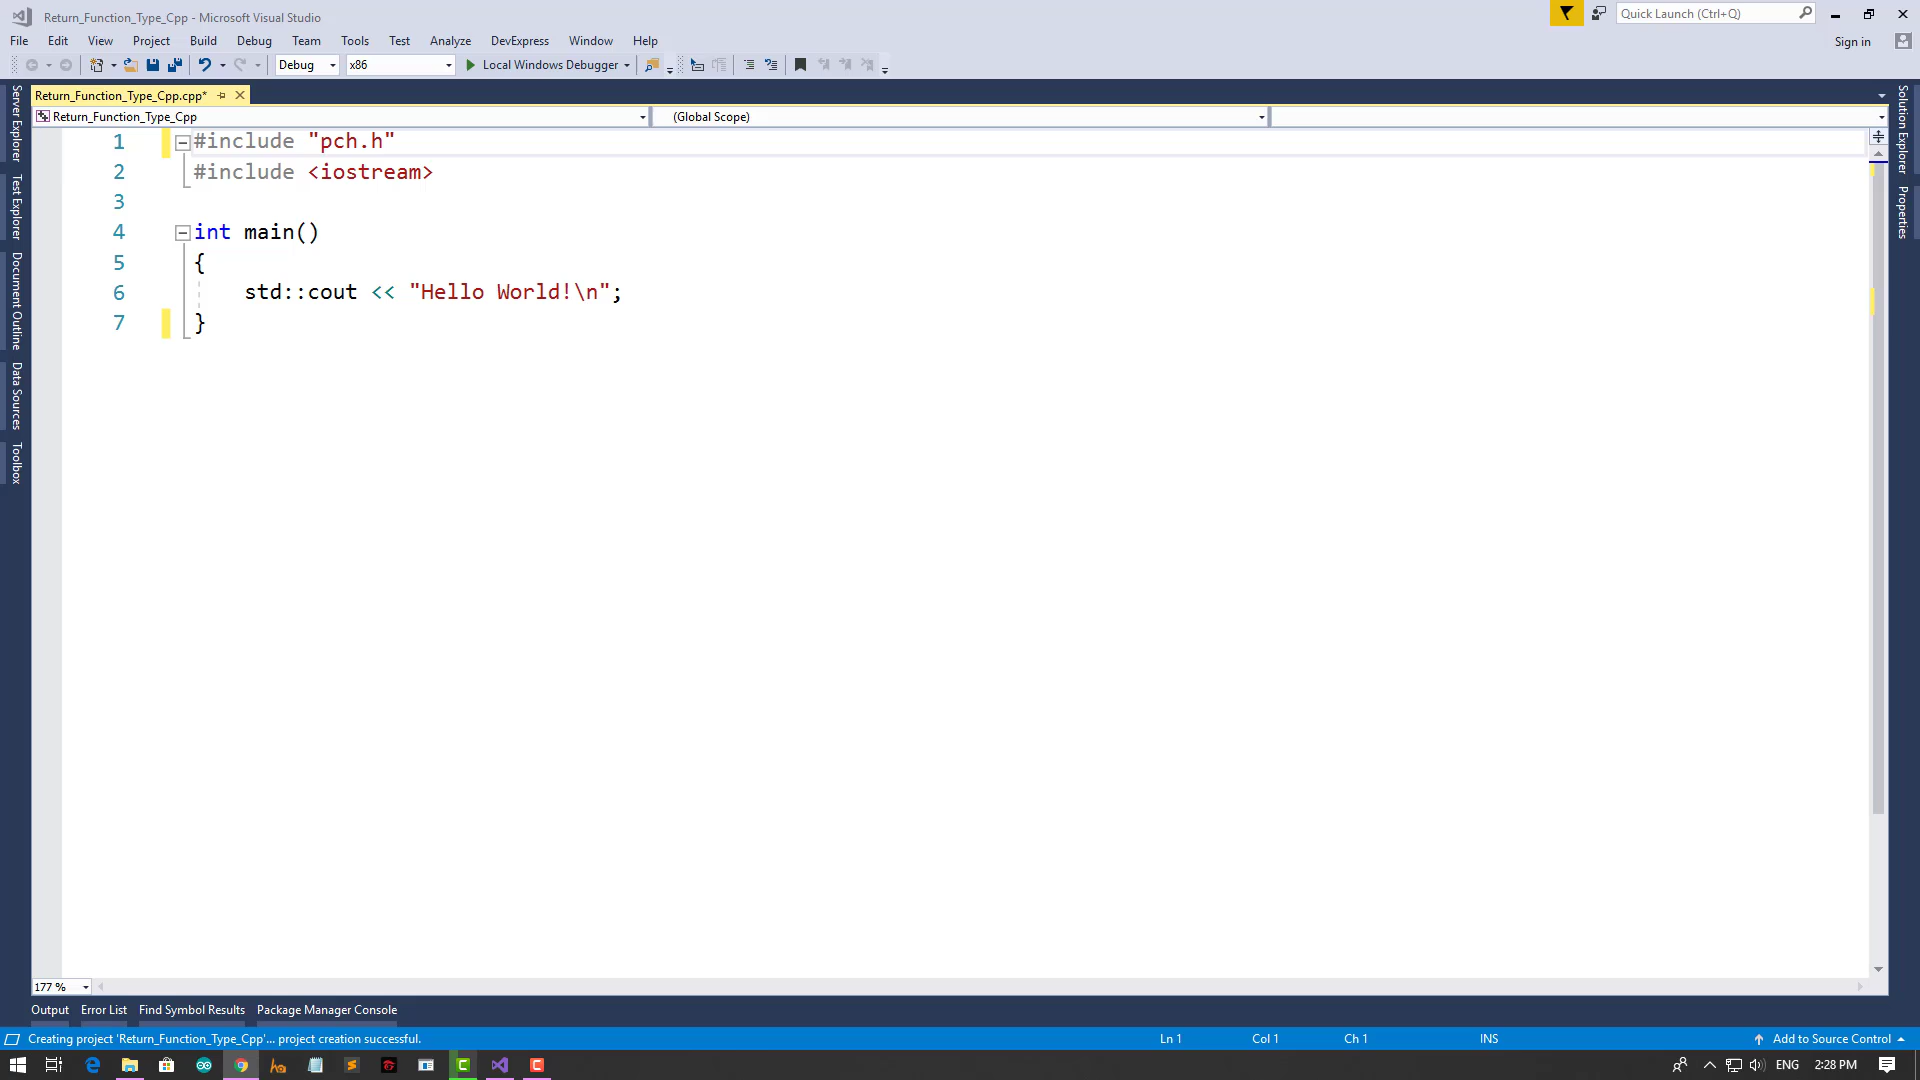 Return_Function_Type_Cpp - Microsoft Visual Studio
Quick Launch (Ctrl+Q)
File Edit View Project Build Debug Team Tools Test Analyze DevExpress Window Help
Sign in
Debug x86 Local Windows Debugger
Return_Function_Type_Cpp.cpp*
Return_Function_Type_Cpp (Global Scope)
Server Explorer
Test Explorer
Document Outline
Data Sources
Toolbox
1 #include "pch.h"
2 #include <iostream>
3
4 int main()
5 {
6 std::cout << "Hello World!\n";
7 }
Solution Explorer
Properties
177 %
Output Error List Find Symbol Results Package Manager Console
Creating project 'Return_Function_Type_Cpp'... project creation successful. Ln 1 Col 1 Ch 1 INS Add to Source Control
ENG 2:28 PM